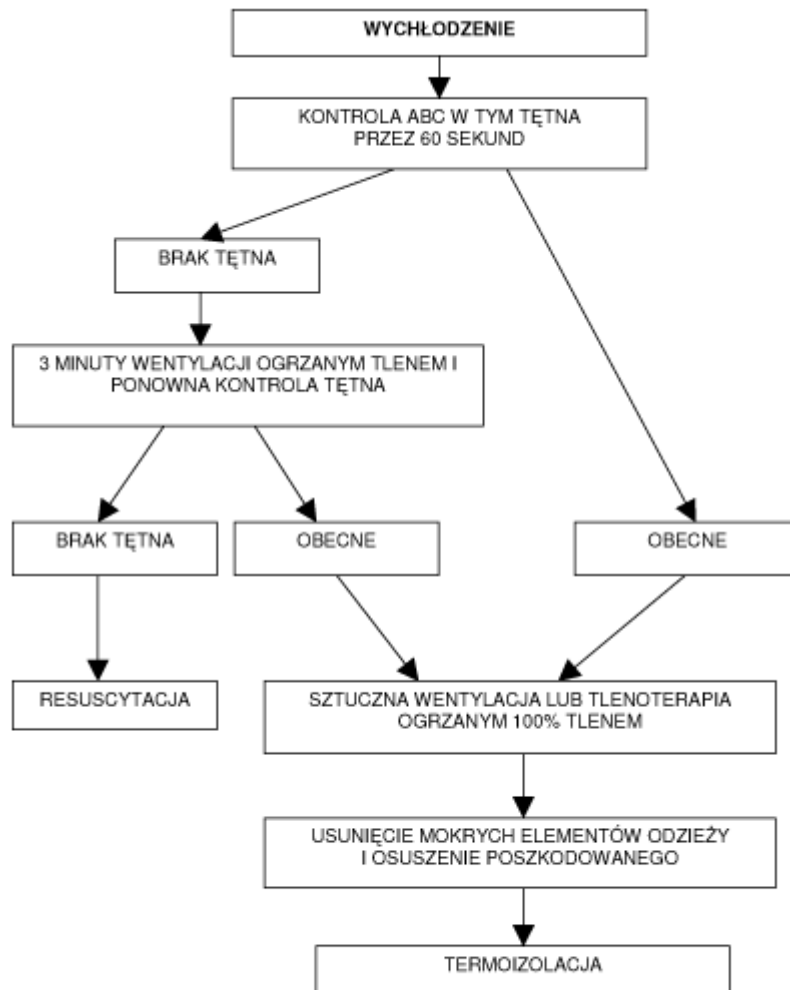 WYCHŁODZENIE
KONTROLA ABC W TYM TĘTNA
PRZEZ 60 SEKUND
BRAK TĘTNA
3 MINUTY WENTYLACJI OGRZANYM TLENEM I
PONOWNA KONTROLA TĘTNA
BRAK TĘTNA
OBECNE
OBECNE
RESUSCYTACJA
SZTUCZNA WENTYLACJA LUB TLENOTERAPIA
OGRZANYM 100% TLENEM
USUNIĘCIE MOKRYCH ELEMENTÓW ODZIEŻY
I OSUSZENIE POSZKODOWANEGO
TERMOIZOLACJA